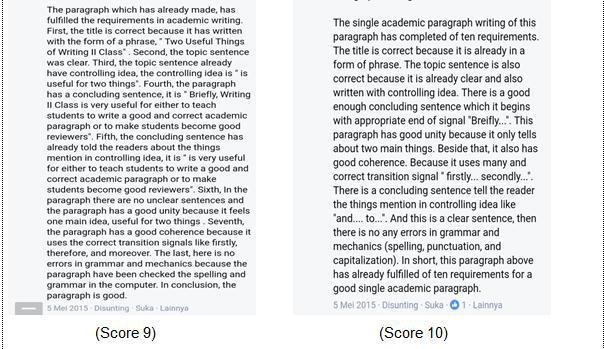 The paragraph which has already made, has
fulfilled the requirements in academic writing.
First, the title is correct because it has written
with the form of a phrase, " Two Useful Things
of Writing II Class" . Second, the topic sentence
was clear. Third, the topic sentence already
have controlling idea, the controlling idea is " is
useful for two things". Fourth, the paragraph
has a concluding sentence, it is " Briefly, Writing
II Class is very useful for either to teach
students to write a good and correct academic
paragraph or to make students become good
reviewers". Fifth, the concluding sentence has
already told the readers about the things
mention in controlling idea, it is " is very useful
for either to teach students to write a good and
correct academic paragraph or to make
students become good reviewers". Sixth, In the
paragraph there are no unclear sentences and
the paragraph has a good unity because it feels
one main idea, useful for two things . Seventh,
the paragraph has a good coherence because it
uses the correct transition signals like firstly,
therefore, and moreover. The last, here is no
errors in grammar and mechanics because the
paragraph have been checked the spelling and
grammar in the computer. In conclusion, the
paragraph is good.
5 Mei 2015 · Disunting · Suka · Lainnya
(Score 9)
The single academic paragraph writing of this
paragraph has completed of ten requirements.
The title is correct because it is already in a
form of phrase. The topic sentence is also
correct because it is already clear and also
written with controlling idea. There is a good
enough concluding sentence which it begins
with appropriate end of signal "Breifly...". This
paragraph has good unity because it only tells
about two main things. Beside that, it also has
good coherence. Because it uses many and
correct transition signal " firstly... secondly...".
There is a concluding sentence tell the reader
the things mention in controlling idea like
"and.... to...". And this is a clear sentence, then
there is no any errors in grammar and
mechanics (spelling, punctuation, and
capitalization). In short, this paragraph above
has already fulfilled of ten requirements for a
good single academic paragraph.
5 Mei 2015 · Disunting · Suka · 1 · Lainnya
(Score 10)